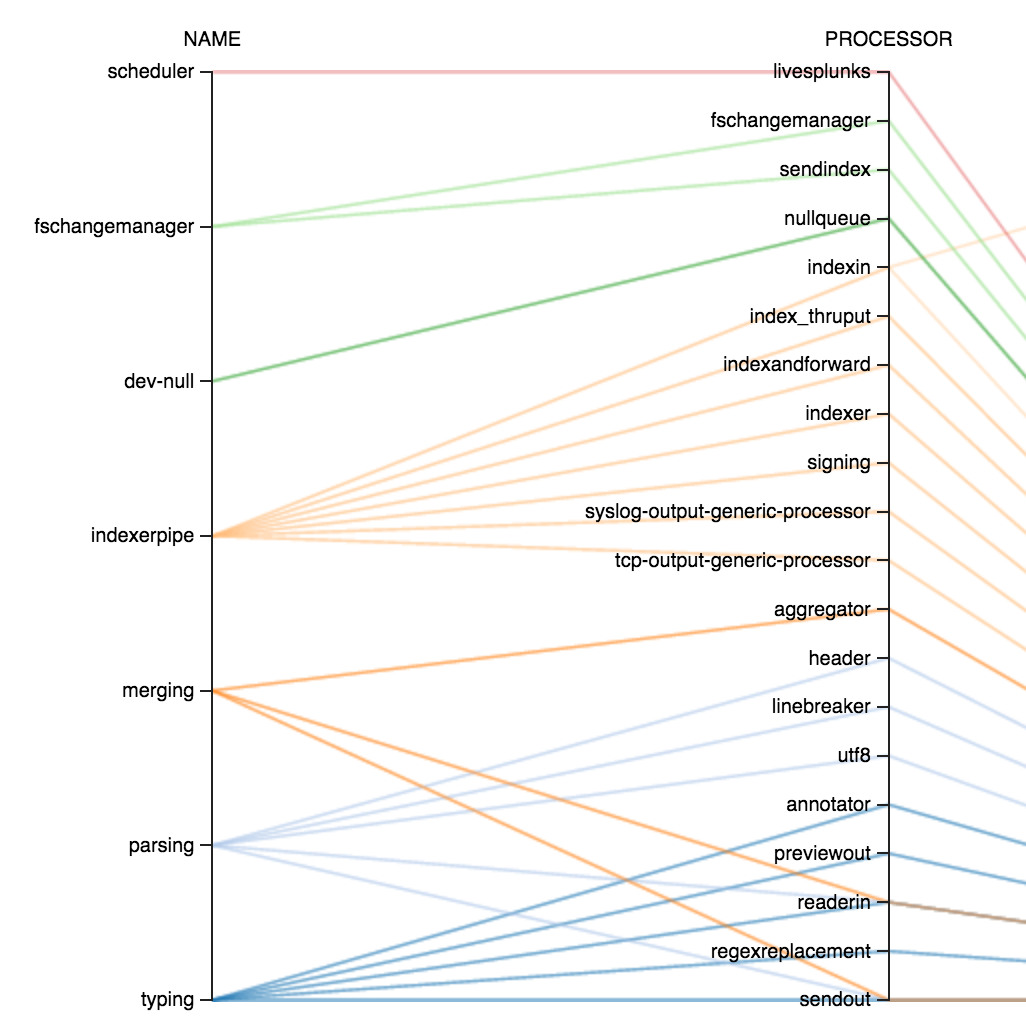 NAME
scheduler
fschangemanager
dev-null
indexerpipe
merging
parsing
typing
PROCESSOR
livesplunks
fschangemanager
sendindex
nullqueue
indexin
index_thruput
indexandforward
indexer
signing
syslog-output-generic-processor
tcp-output-generic-processor
aggregator
header
linebreaker
utf8
annotator
previewout
readerin
regexreplacement
sendout